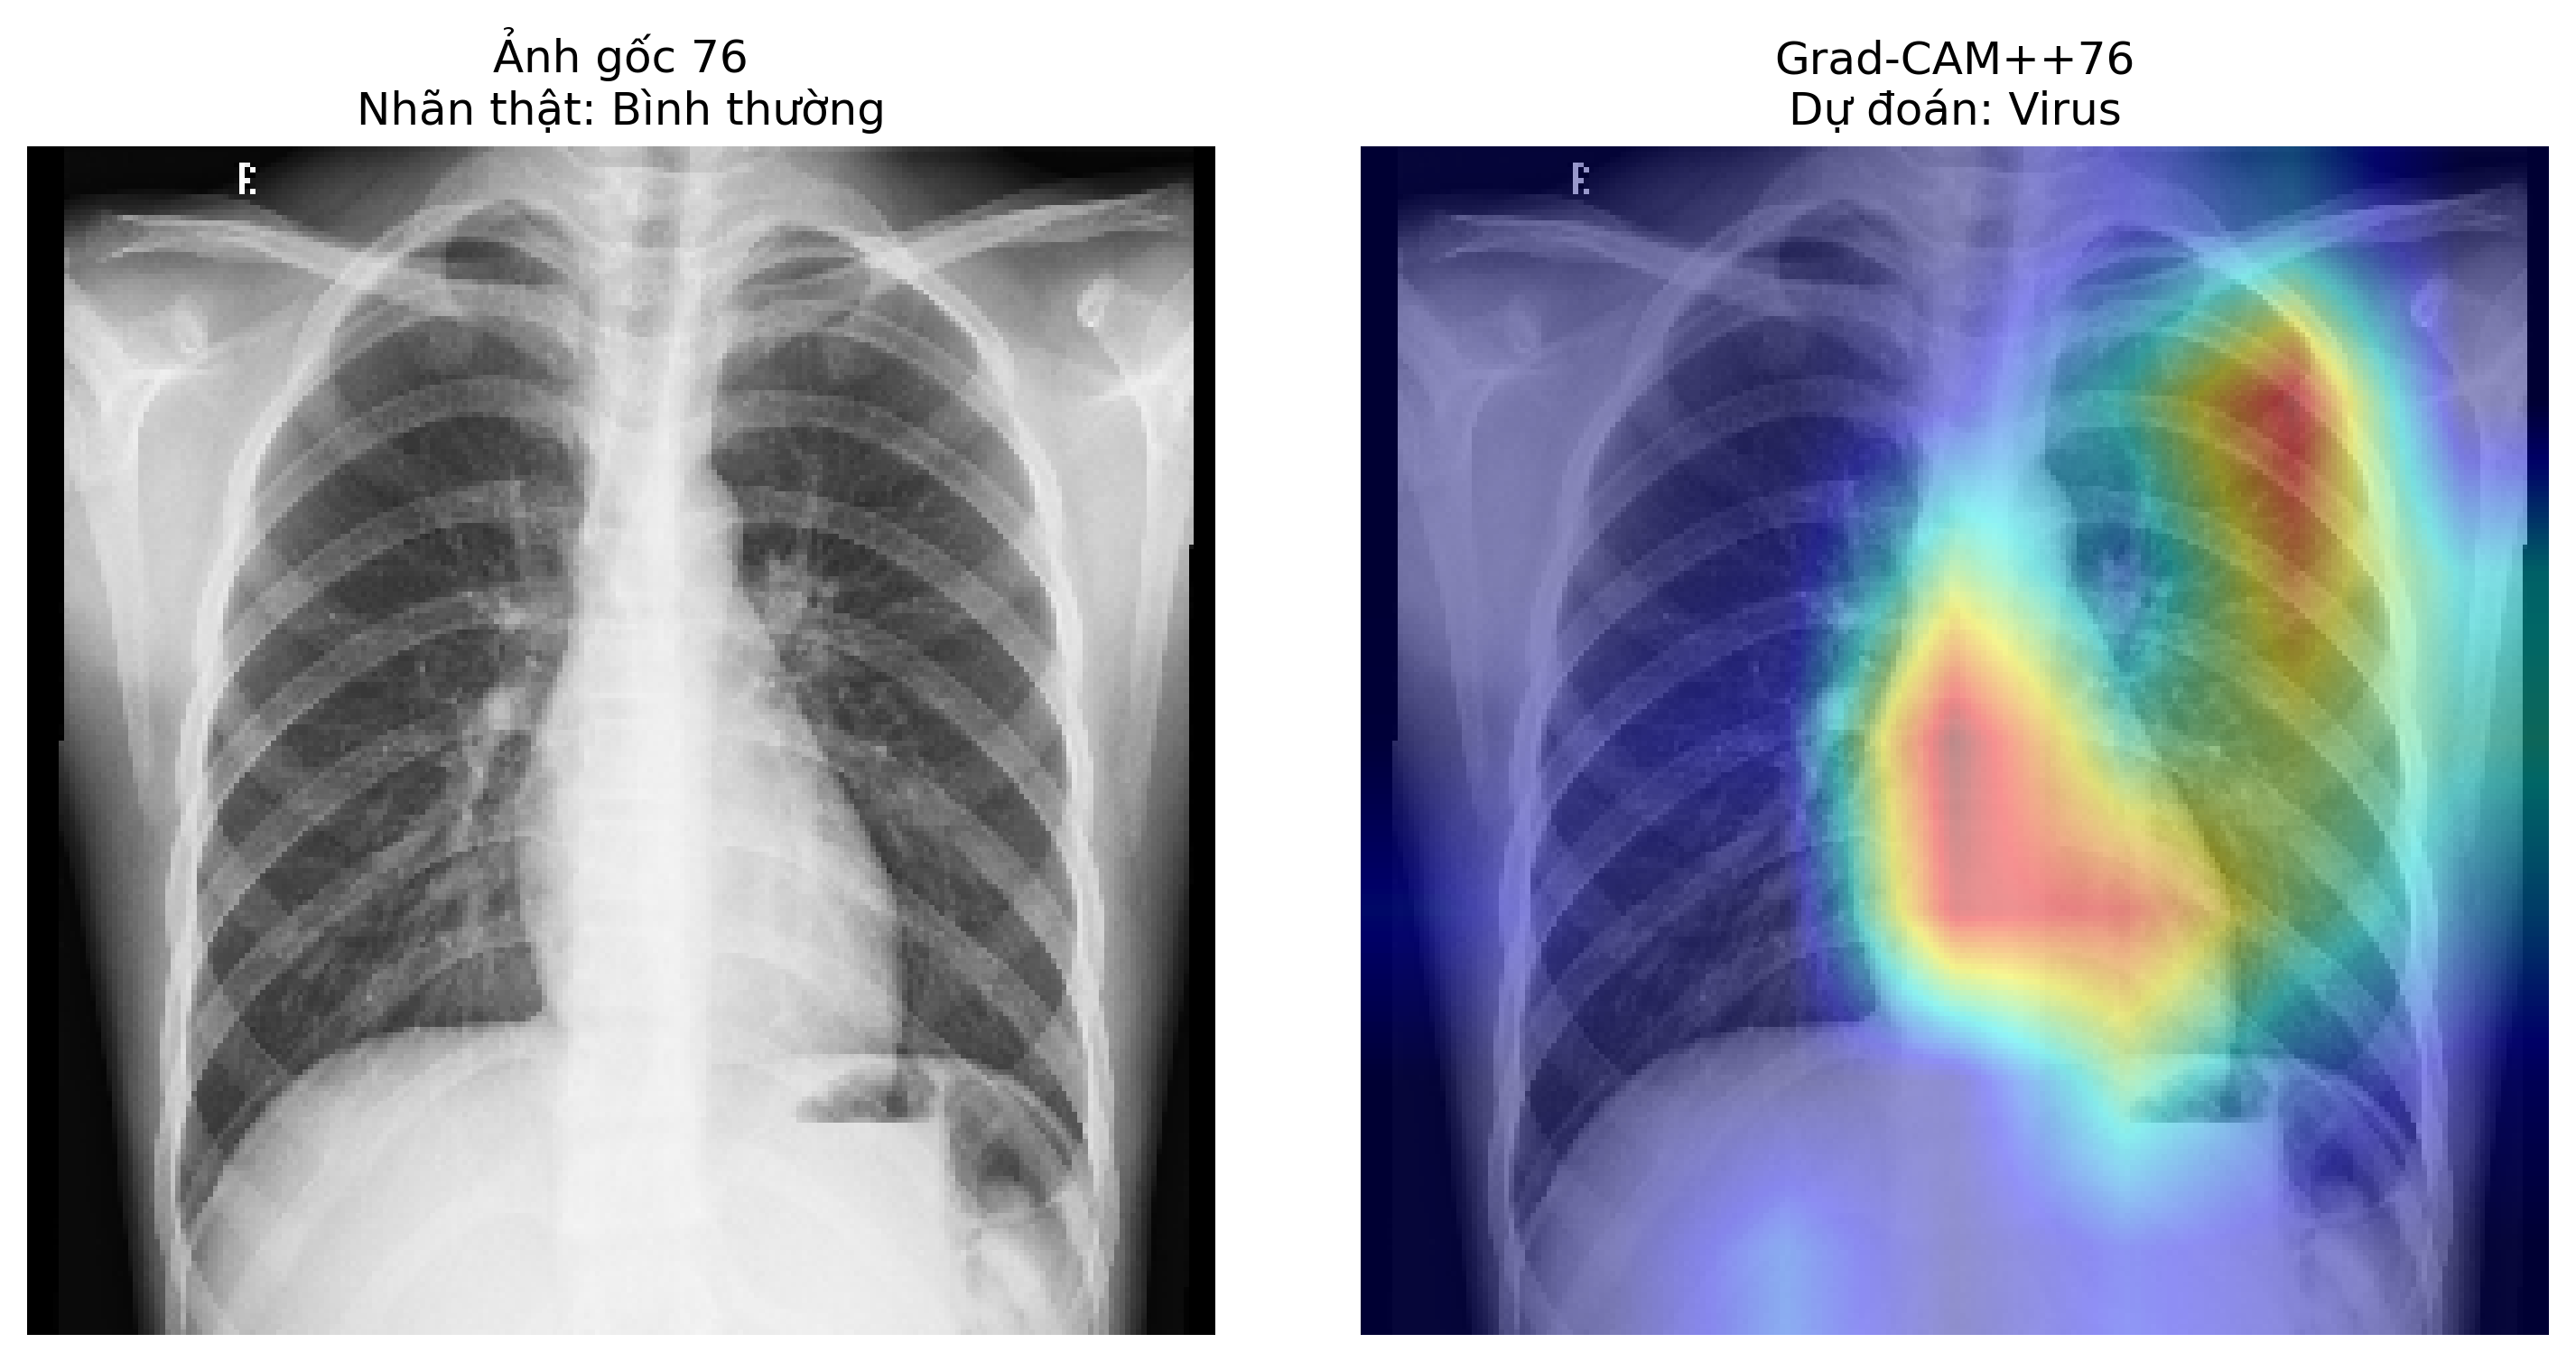 Ảnh gốc 76
Nhãn thật: Bình thường
Grad-CAM++76
Dự đoán: Virus